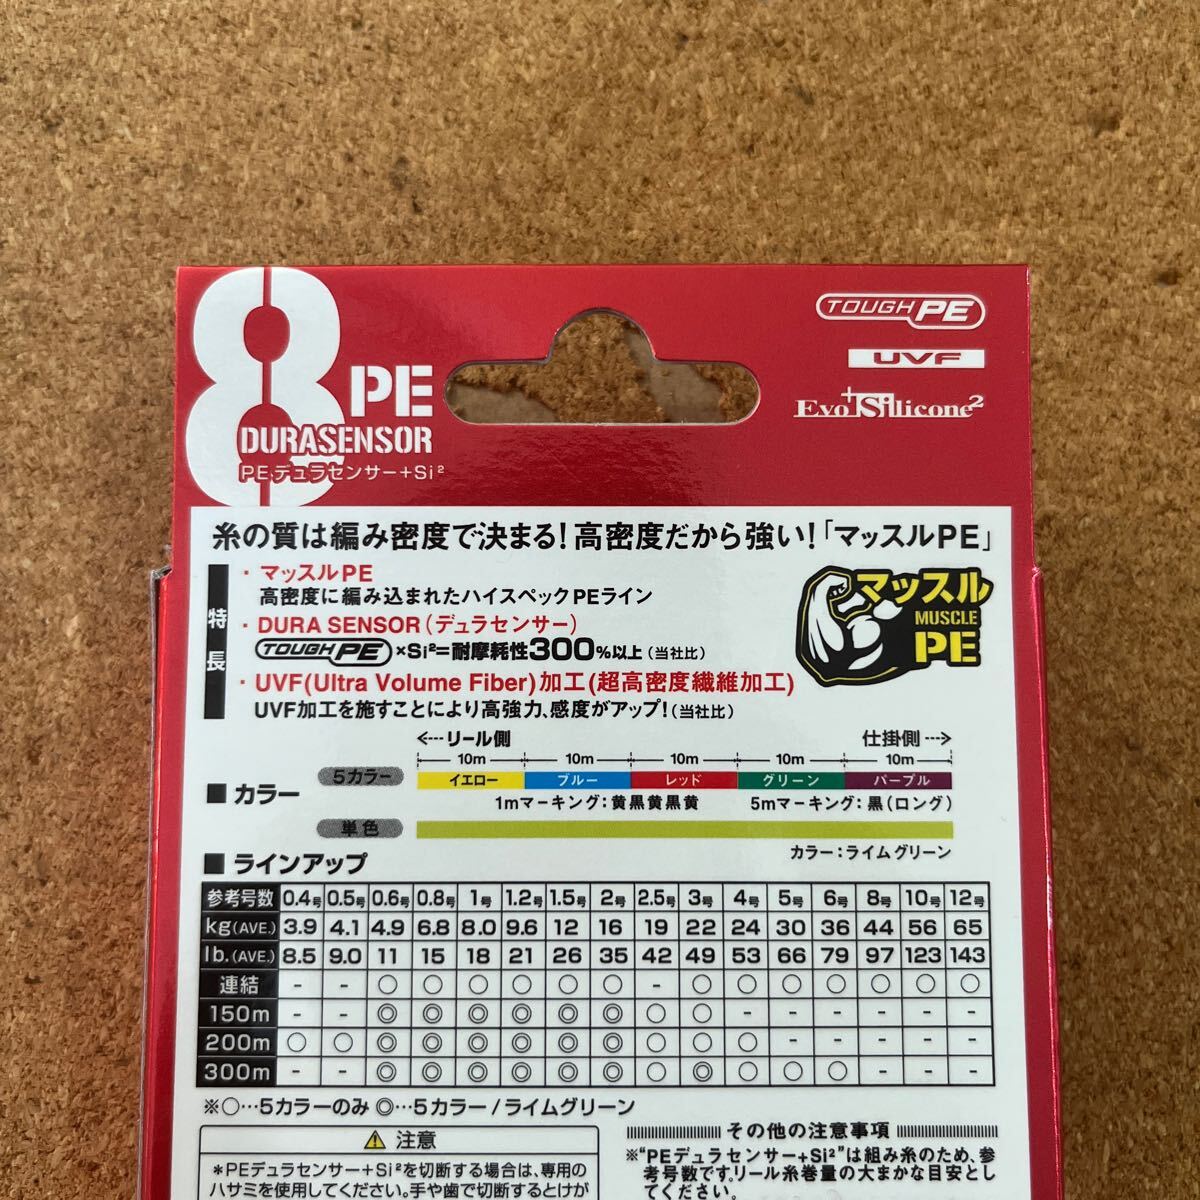 8 PE
DURASENSOR
PEデュラセンサー+Si²
TOUGH PE
UVF
Evo+Silicone²
糸の質は編み密度で決まる!高密度だから強い!「マッスルPE」
特長
・マッスルPE
高密度に編み込まれたハイスペックPEライン
・DURA SENSOR(デュラセンサー)
TOUGH PE ×Si²=耐摩耗性300%以上(当社比)
・UVF(Ultra Volume Fiber)加工(超高密度繊維加工)
UVF加工を施すことにより高強力、感度がアップ!(当社比)
マッスル
MUSCLE
PE
<---リール側 仕掛側--->
10m 10m 10m 10m 10m
■カラー
5カラー イエロー ブルー レッド グリーン パープル
1mマーキング:黄黒黄黒黄 5mマーキング:黒(ロング)
単色
カラー:ライムグリーン
■ラインアップ
参考号数 0.4号 0.5号 0.6号 0.8号 1号 1.2号 1.5号 2号 2.5号 3号 4号 5号 6号 8号 10号 12号
kg(AVE.) 3.9 4.1 4.9 6.8 8.0 9.6 12 16 19 22 24 30 36 44 56 65
lb.(AVE.) 8.5 9.0 11 15 18 21 26 35 42 49 53 66 79 97 123 143
連結 - - ○ ○ ○ ○ ○ ○ - ○ ○ ○ ○ ○ ○ ○
150m - - ◎ ◎ ◎ ◎ ◎ ◎ ○ ○ - - - - - -
200m ○ ○ ◎ ◎ ◎ ◎ ◎ ◎ ○ ○ ○ - - - - -
300m - - ◎ ◎ ◎ ◎ ◎ ◎ ○ ◎ ○ ○ ○ - - -
※○…5カラーのみ ◎…5カラー/ライムグリーン
⚠注意
*PEデュラセンサー+Si²を切断する場合は、専用の
ハサミを使用してください。手や歯で切断するとけが
その他の注意事項
※"PEデュラセンサー+Si²"は組み糸のため、参
考号数です。リール糸巻量の大まかな目安とし
てください。